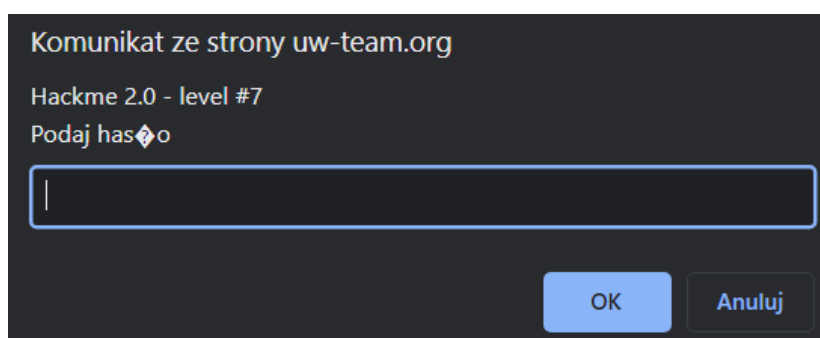 Komunikat ze strony uw-team.org
Hackme 2.0 - level #7
Podaj has�o
OK
Anuluj